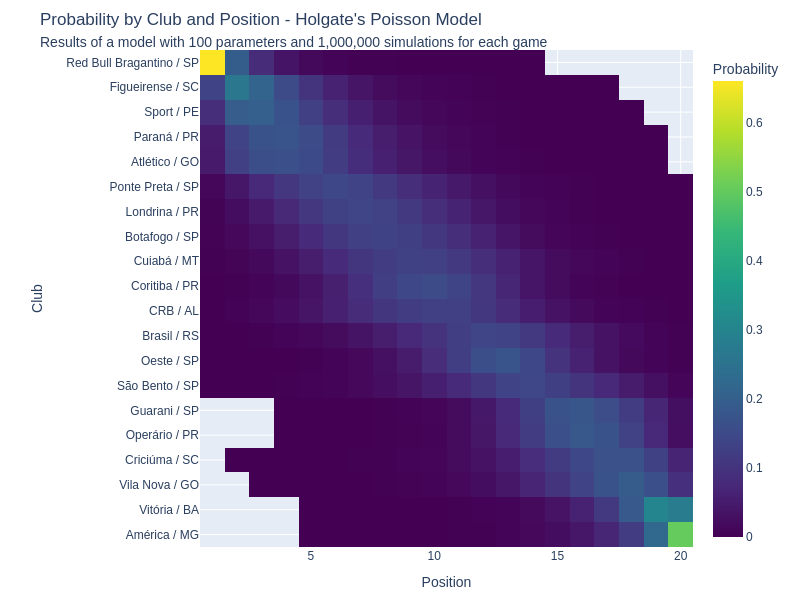 Probability by Club and Position - Holgate's Poisson Model
Results of a model with 100 parameters and 1,000,000 simulations for each game
Probability
Red Bull Bragantino / SP
Figueirense / SC
Sport / PE
Paraná / PR
Atlético / GO
Ponte Preta / SP
Londrina / PR
Botafogo / SP
Cuiabá / MT
Coritiba / PR
CRB / AL
Brasil / RS
Oeste / SP
São Bento / SP
Guarani / SP
Operário / PR
Criciúma / SC
Vila Nova / GO
Vitória / BA
América / MG
Club
5
10
15
20
Position
0.6
0.5
0.4
0.3
0.2
0.1
0